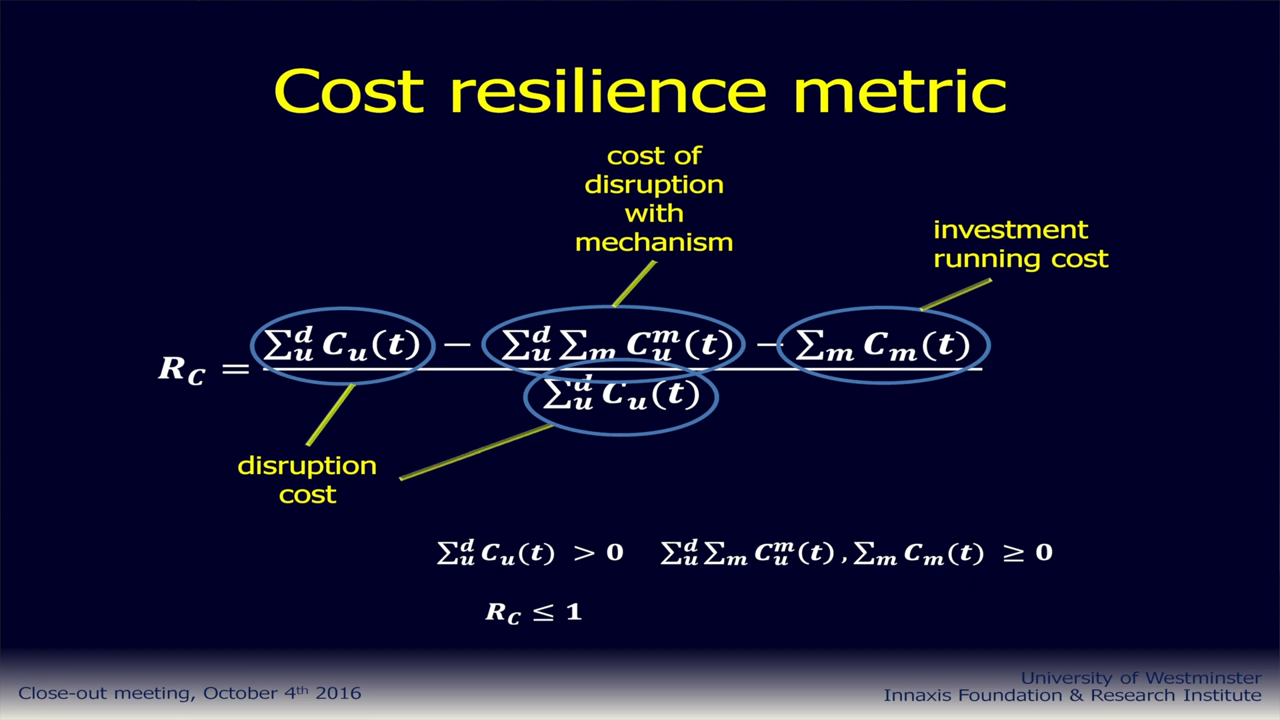 Cost resilience metric
cost of
disruption
with
mechanism
investment
running cost
R_C = (∑_u^d C_u(t) − ∑_u^d ∑_m C_u^m(t) − ∑_m C_m(t)) / ∑_u^d C_u(t)
disruption
cost
∑_u^d C_u(t) > 0   ∑_u^d ∑_m C_u^m(t) , ∑_m C_m(t) ≥ 0
R_C ≤ 1
Close-out meeting, October 4th 2016
University of Westminster
Innaxis Foundation & Research Institute